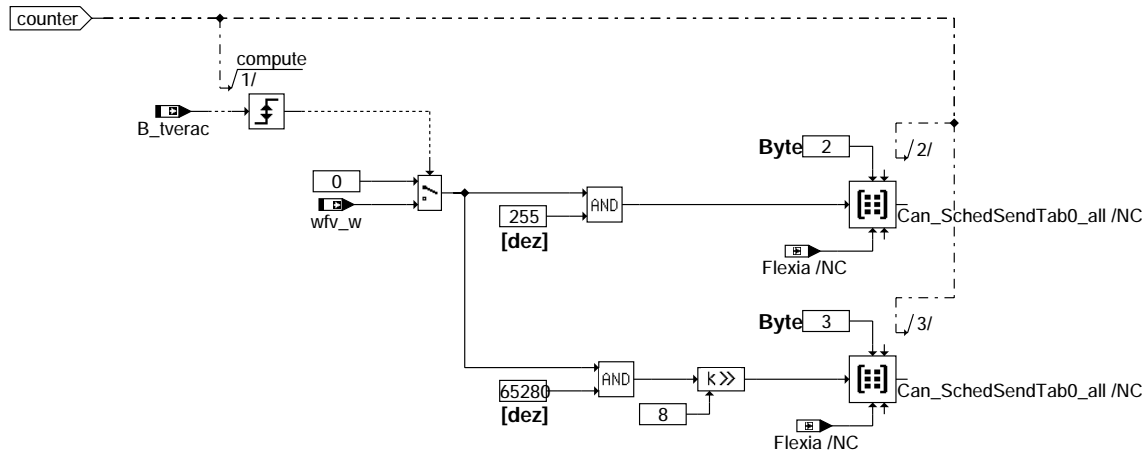 counter
compute
1/
B_tverac
Byte 2
2/
0
AND
wfv_w
255
[dez]
Can_SchedSendTab0_all /NC
Flexia /NC
Byte 3
3/
AND
k >>
65280
[dez]
8
Can_SchedSendTab0_all /NC
Flexia /NC